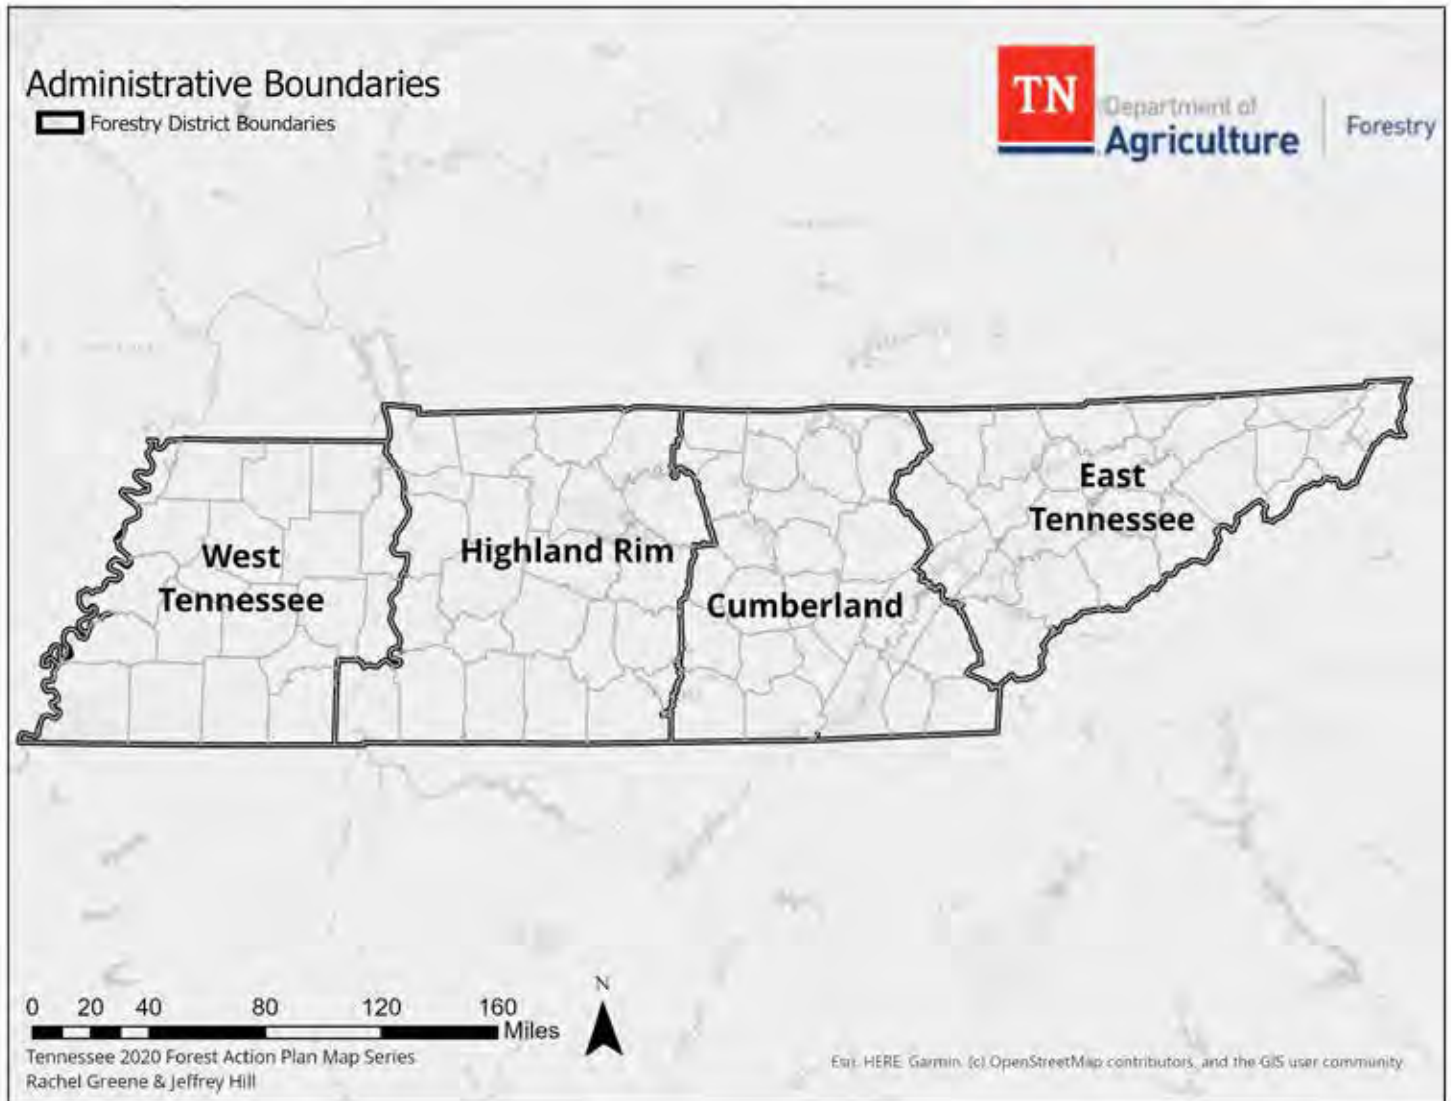 Administrative Boundaries
Forestry District Boundaries
TN
Department of
Agriculture
Forestry
East
Tennessee
West
Tennessee
Highland Rim
Cumberland
N
0 20 40 80 120 160
Miles
Tennessee 2020 Forest Action Plan Map Series
Rachel Greene & Jeffrey Hill
Esri, HERE, Garmin, (c) OpenStreetMap contributors, and the GIS user community